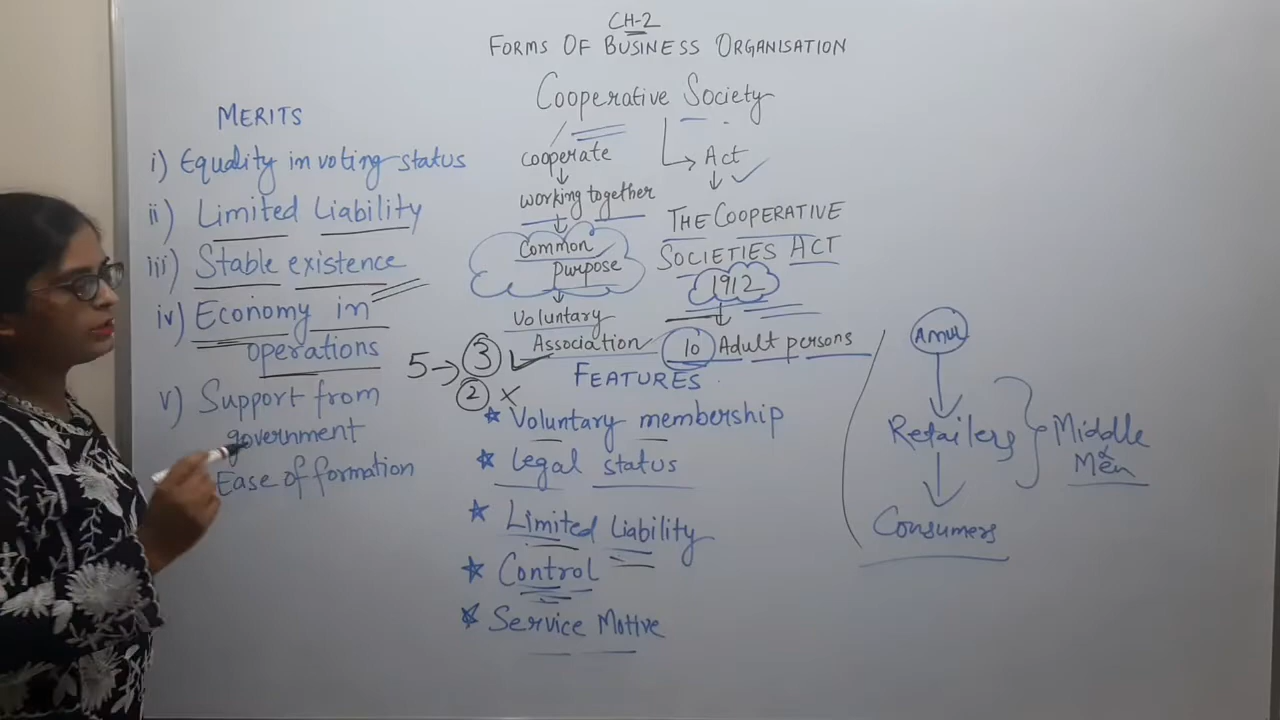 CH-2
FORMS OF BUSINESS ORGANISATION
Cooperative Society
MERITS
i) Equality in voting status
ii) Limited Liability
iii) Stable existence
iv) Economy in
operations
v) Support from
government
Ease of formation
cooperate
working together
Common
purpose
Voluntary
Association
Act
THE COOPERATIVE
SOCIETIES ACT
1912
10 Adult persons
5 → 3
2 ×
FEATURES
★ Voluntary membership
★ Legal status
★ Limited Liability
★ Control
★ Service Motive
Amul
Retailers
Consumers
Middle
Men